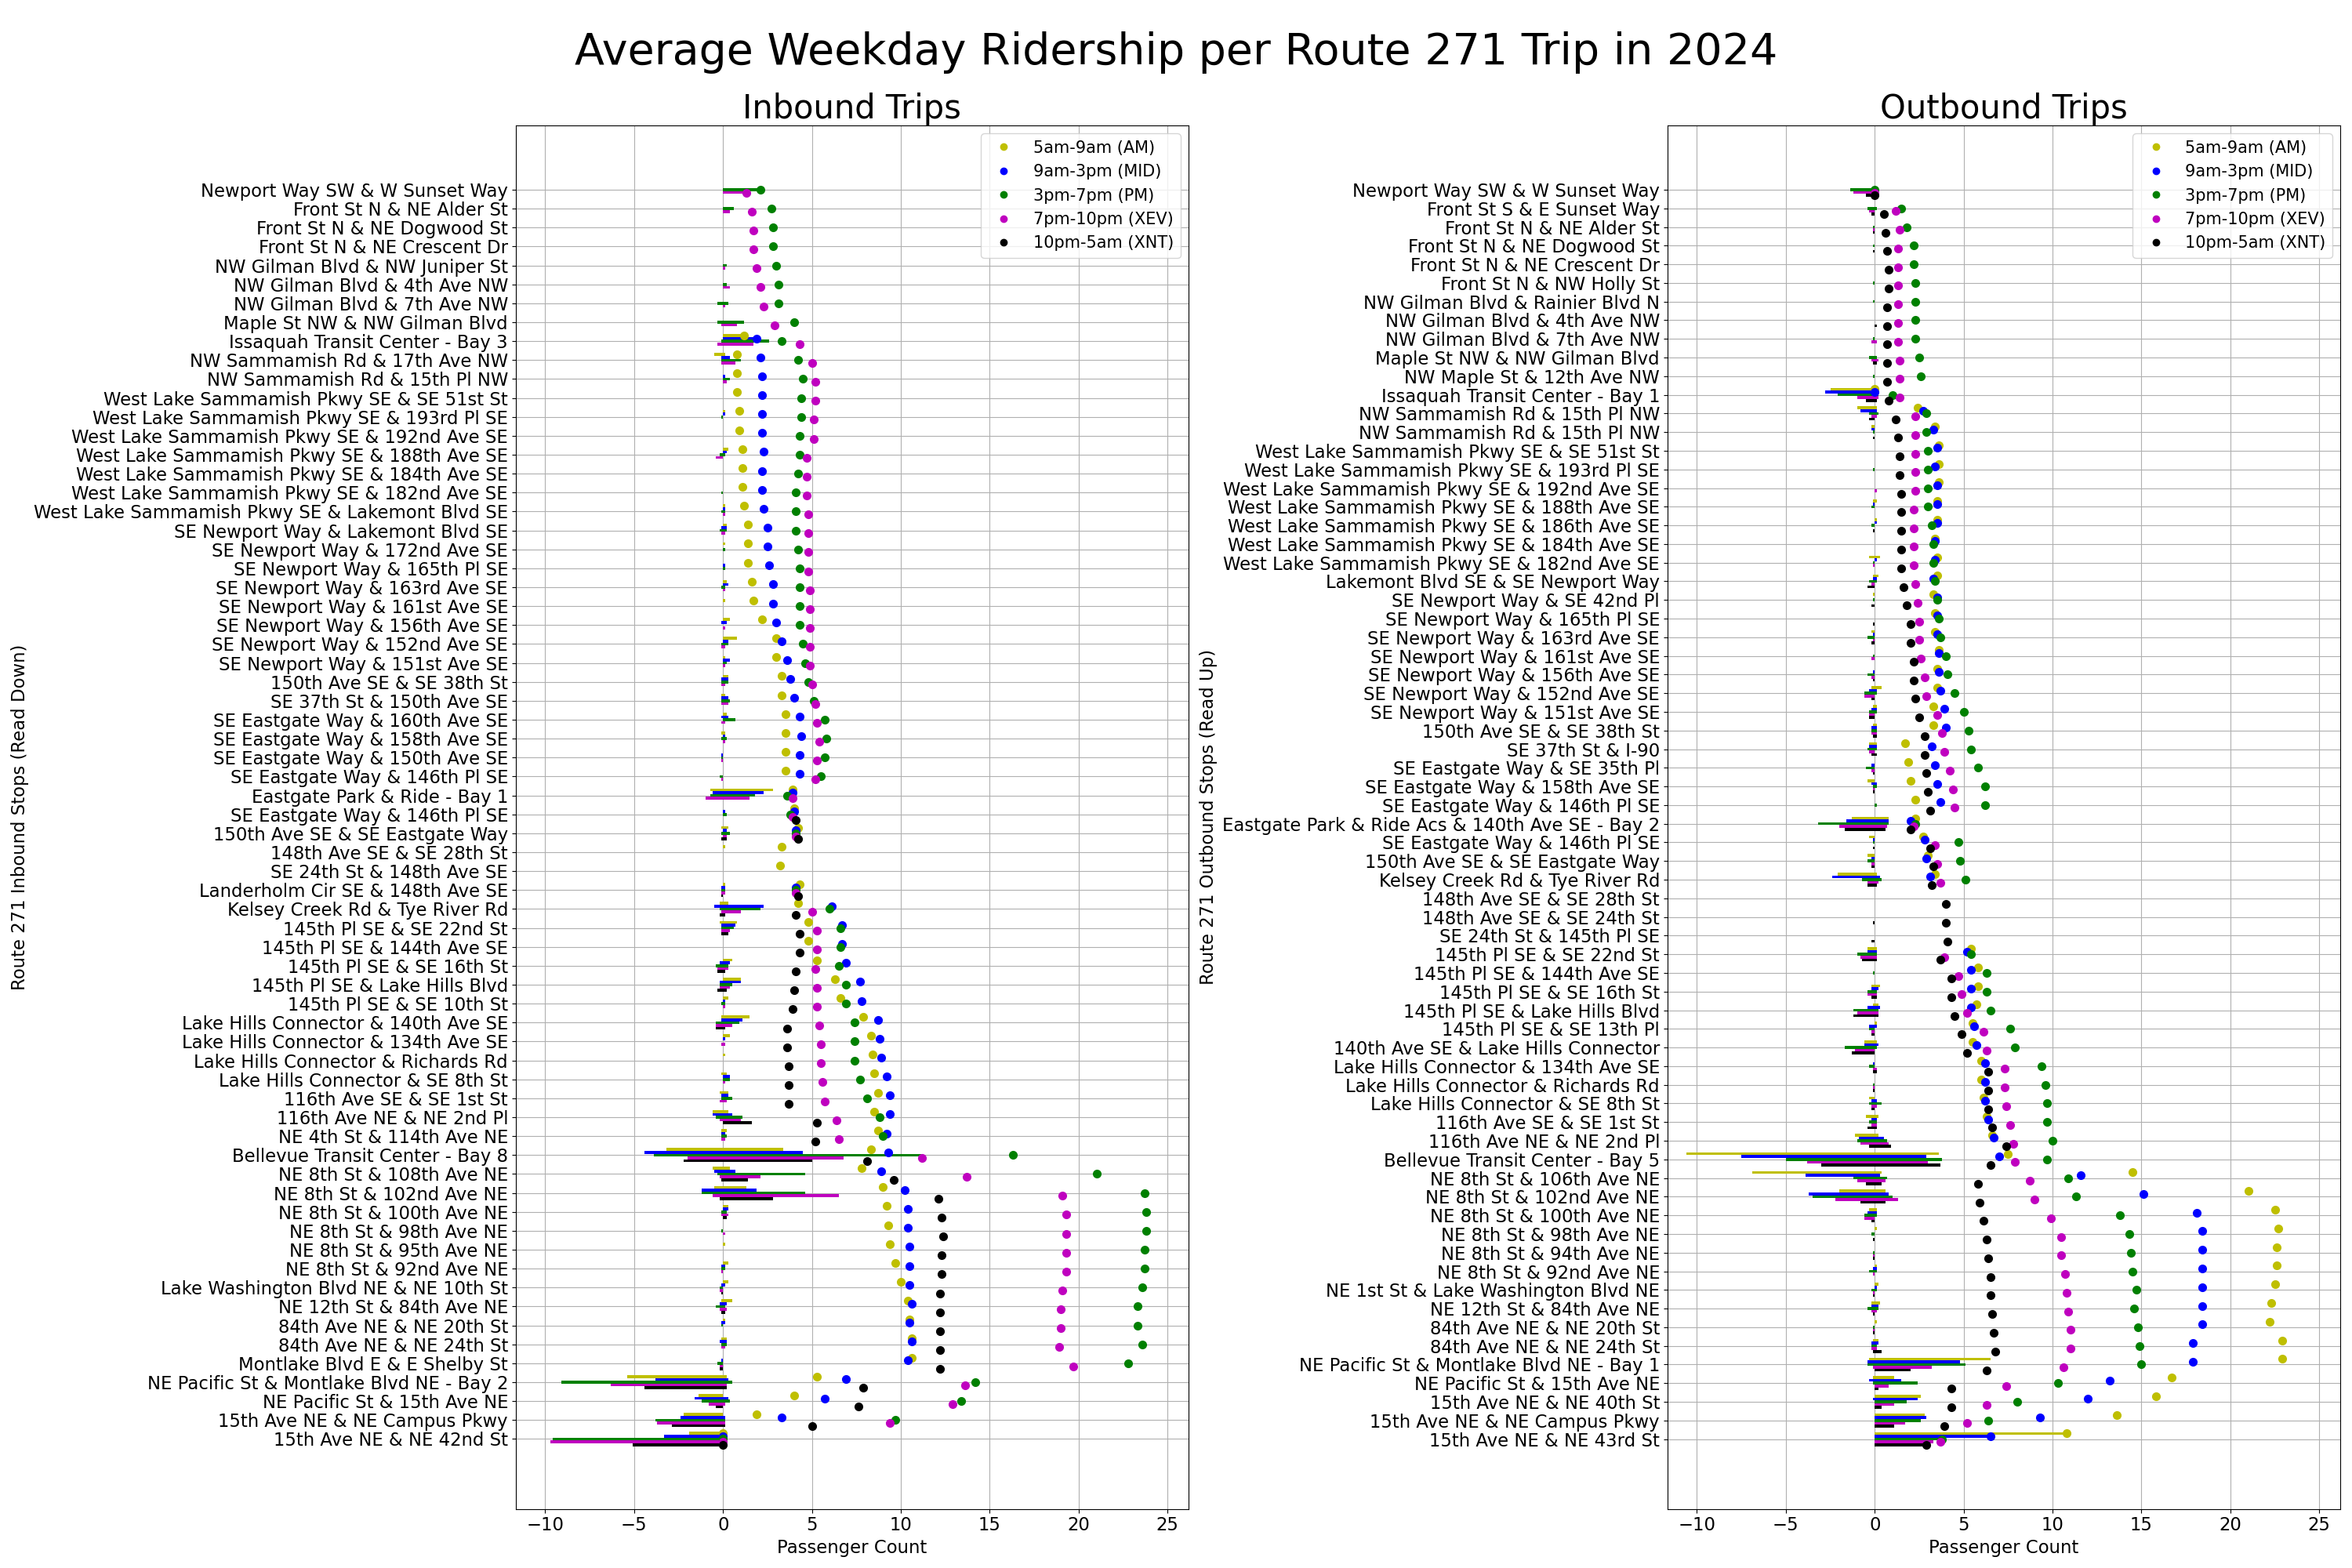 Average Weekday Ridership per Route 271 Trip in 2024
Inbound Trips
5am-9am (AM)
9am-3pm (MID)
3pm-7pm (PM)
7pm-10pm (XEV)
10pm-5am (XNT)
Route 271 Inbound Stops (Read Down)
Newport Way SW & W Sunset Way
Front St N & NE Alder St
Front St N & NE Dogwood St
Front St N & NE Crescent Dr
NW Gilman Blvd & NW Juniper St
NW Gilman Blvd & 4th Ave NW
NW Gilman Blvd & 7th Ave NW
Maple St NW & NW Gilman Blvd
Issaquah Transit Center - Bay 3
NW Sammamish Rd & 17th Ave NW
NW Sammamish Rd & 15th Pl NW
West Lake Sammamish Pkwy SE & SE 51st St
West Lake Sammamish Pkwy SE & 193rd Pl SE
West Lake Sammamish Pkwy SE & 192nd Ave SE
West Lake Sammamish Pkwy SE & 188th Ave SE
West Lake Sammamish Pkwy SE & 184th Ave SE
West Lake Sammamish Pkwy SE & 182nd Ave SE
West Lake Sammamish Pkwy SE & Lakemont Blvd SE
SE Newport Way & Lakemont Blvd SE
SE Newport Way & 172nd Ave SE
SE Newport Way & 165th Pl SE
SE Newport Way & 163rd Ave SE
SE Newport Way & 161st Ave SE
SE Newport Way & 156th Ave SE
SE Newport Way & 152nd Ave SE
SE Newport Way & 151st Ave SE
150th Ave SE & SE 38th St
SE 37th St & 150th Ave SE
SE Eastgate Way & 160th Ave SE
SE Eastgate Way & 158th Ave SE
SE Eastgate Way & 150th Ave SE
SE Eastgate Way & 146th Pl SE
Eastgate Park & Ride - Bay 1
SE Eastgate Way & 146th Pl SE
150th Ave SE & SE Eastgate Way
148th Ave SE & SE 28th St
SE 24th St & 148th Ave SE
Landerholm Cir SE & 148th Ave SE
Kelsey Creek Rd & Tye River Rd
145th Pl SE & SE 22nd St
145th Pl SE & SE 144th Ave SE
145th Pl SE & SE 16th St
145th Pl SE & Lake Hills Blvd
145th Pl SE & SE 10th St
Lake Hills Connector & 140th Ave SE
Lake Hills Connector & 134th Ave SE
Lake Hills Connector & Richards Rd
Lake Hills Connector & SE 8th St
116th Ave SE & SE 1st St
116th Ave NE & NE 2nd Pl
NE 4th St & 114th Ave NE
Bellevue Transit Center - Bay 8
NE 8th St & 108th Ave NE
NE 8th St & 102nd Ave NE
NE 8th St & 100th Ave NE
NE 8th St & 98th Ave NE
NE 8th St & 95th Ave NE
NE 8th St & 92nd Ave NE
Lake Washington Blvd NE & NE 10th St
NE 12th St & 84th Ave NE
84th Ave NE & NE 20th St
84th Ave NE & NE 24th St
Montlake Blvd E & E Shelby St
NE Pacific St & Montlake Blvd NE - Bay 2
NE Pacific St & 15th Ave NE
15th Ave NE & NE Campus Pkwy
15th Ave NE & NE 42nd St
−10 −5 0 5 10 15 20 25
Passenger Count
Outbound Trips
5am-9am (AM)
9am-3pm (MID)
3pm-7pm (PM)
7pm-10pm (XEV)
10pm-5am (XNT)
Route 271 Outbound Stops (Read Up)
Newport Way SW & W Sunset Way
Front St S & E Sunset Way
Front St N & NE Alder St
Front St N & NE Dogwood St
Front St N & NE Crescent Dr
Front St N & NW Holly St
NW Gilman Blvd & Rainier Blvd N
NW Gilman Blvd & 4th Ave NW
NW Gilman Blvd & 7th Ave NW
Maple St NW & NW Gilman Blvd
NW Maple St & 12th Ave NW
Issaquah Transit Center - Bay 1
NW Sammamish Rd & 15th Pl NW
NW Sammamish Rd & 15th Pl NW
West Lake Sammamish Pkwy SE & SE 51st St
West Lake Sammamish Pkwy SE & 193rd Pl SE
West Lake Sammamish Pkwy SE & 192nd Ave SE
West Lake Sammamish Pkwy SE & 188th Ave SE
West Lake Sammamish Pkwy SE & 186th Ave SE
West Lake Sammamish Pkwy SE & 184th Ave SE
West Lake Sammamish Pkwy SE & 182nd Ave SE
Lakemont Blvd SE & SE Newport Way
SE Newport Way & SE 42nd Pl
SE Newport Way & 165th Pl SE
SE Newport Way & 163rd Ave SE
SE Newport Way & 161st Ave SE
SE Newport Way & 156th Ave SE
SE Newport Way & 152nd Ave SE
SE Newport Way & 151st Ave SE
150th Ave SE & SE 38th St
SE 37th St & I-90
SE Eastgate Way & SE 35th Pl
SE Eastgate Way & 158th Ave SE
SE Eastgate Way & 146th Pl SE
Eastgate Park & Ride Acs & 140th Ave SE - Bay 2
SE Eastgate Way & 146th Pl SE
150th Ave SE & SE Eastgate Way
Kelsey Creek Rd & Tye River Rd
148th Ave SE & SE 28th St
148th Ave SE & SE 24th St
SE 24th St & 145th Pl SE
145th Pl SE & SE 22nd St
145th Pl SE & SE 144th Ave SE
145th Pl SE & SE 16th St
145th Pl SE & Lake Hills Blvd
145th Pl SE & SE 13th Pl
140th Ave SE & Lake Hills Connector
Lake Hills Connector & 134th Ave SE
Lake Hills Connector & Richards Rd
Lake Hills Connector & SE 8th St
116th Ave SE & SE 1st St
116th Ave NE & NE 2nd Pl
Bellevue Transit Center - Bay 5
NE 8th St & 106th Ave NE
NE 8th St & 102nd Ave NE
NE 8th St & 100th Ave NE
NE 8th St & 98th Ave NE
NE 8th St & 94th Ave NE
NE 8th St & 92nd Ave NE
NE 1st St & Lake Washington Blvd NE
NE 12th St & 84th Ave NE
84th Ave NE & NE 20th St
84th Ave NE & NE 24th St
NE Pacific St & Montlake Blvd NE - Bay 1
NE Pacific St & 15th Ave NE
15th Ave NE & NE 40th St
15th Ave NE & NE Campus Pkwy
15th Ave NE & NE 43rd St
−10 −5 0 5 10 15 20 25
Passenger Count